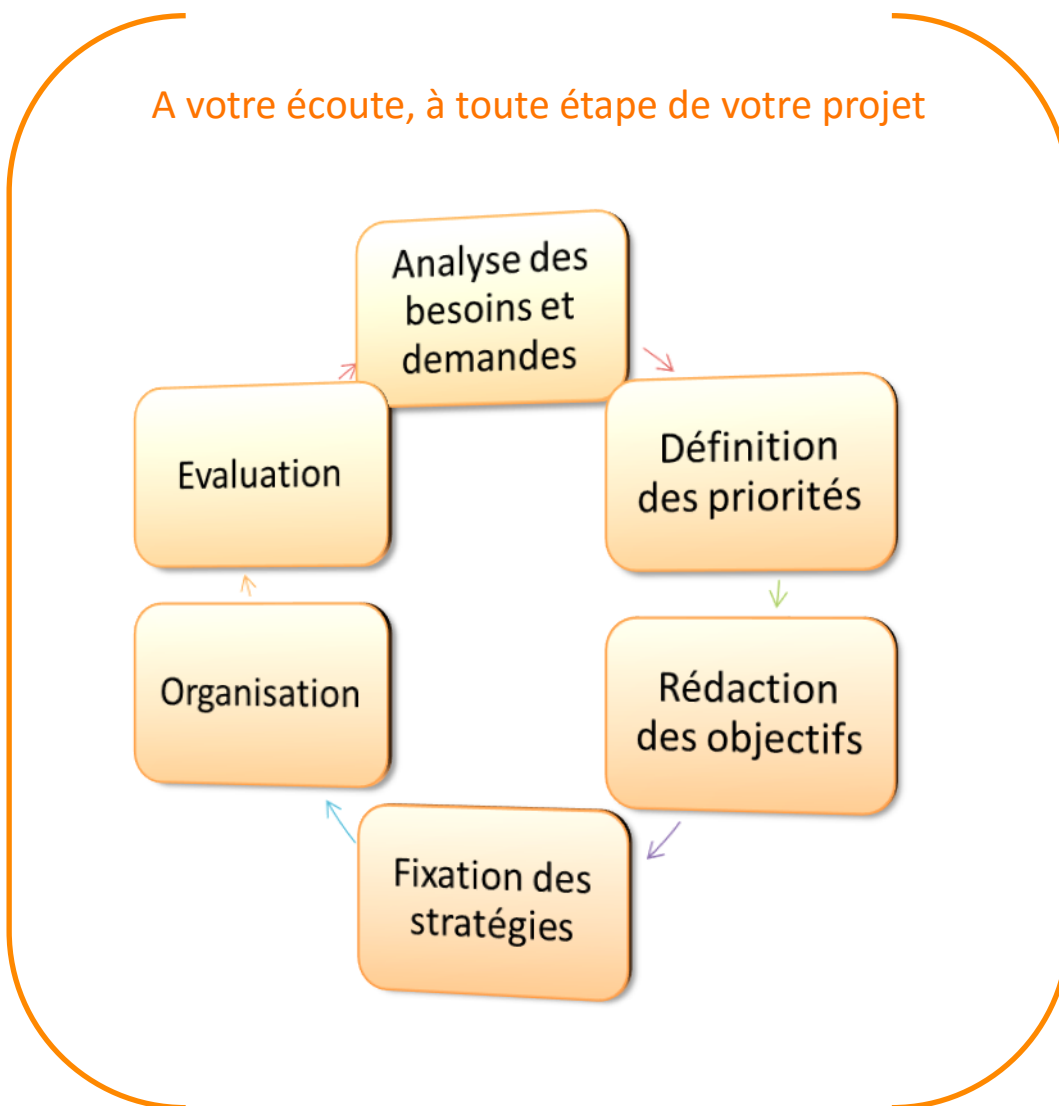 A votre écoute, à toute étape de votre projet
Analyse des
besoins et
demandes
Définition
des priorités
Rédaction
des objectifs
Fixation des
stratégies
Organisation
Evaluation